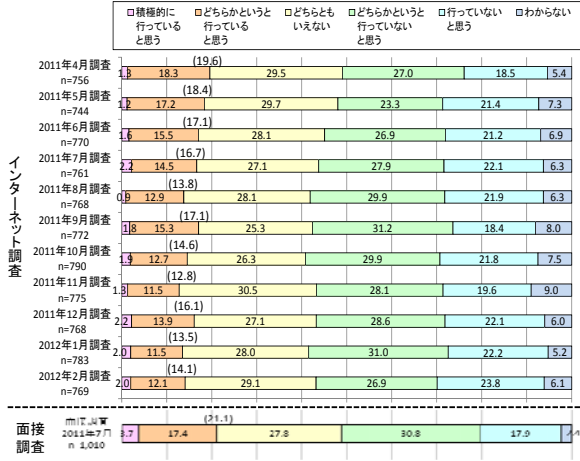 積極的に どちらかというと どちらとも どちらかというと 行っていない わからない
行っている 行っている いえない 行っていない と思う
と思う と思う と思う
インターネット調査
2011年4月調査 (19.6)
n=756 1.3 18.3 29.5 27.0 18.5 5.4
2011年5月調査 (18.4)
n=744 1.2 17.2 29.7 23.3 21.4 7.3
2011年6月調査 (17.1)
n=770 1.6 15.5 28.1 26.9 21.2 6.9
2011年7月調査 (16.7)
n=761 2.2 14.5 27.1 27.9 22.1 6.3
2011年8月調査 (13.8)
n=768 0.9 12.9 28.1 29.9 21.9 6.3
2011年9月調査 (17.1)
n=772 1.8 15.3 25.3 31.2 18.4 8.0
2011年10月調査 (14.6)
n=790 1.9 12.7 26.3 29.9 21.8 7.5
2011年11月調査 (12.8)
n=775 1.3 11.5 30.5 28.1 19.6 9.0
2011年12月調査 (16.1)
n=768 2.2 13.9 27.1 28.6 22.1 6.0
2012年1月調査 (13.5)
n=783 2.0 11.5 28.0 31.0 22.2 5.2
2012年2月調査 (14.1)
n=769 2.0 12.1 29.1 26.9 23.8 6.1
面接
調査
(21.1)
2011年7月 3.7 17.4 27.8 30.8 17.9
n 1,010